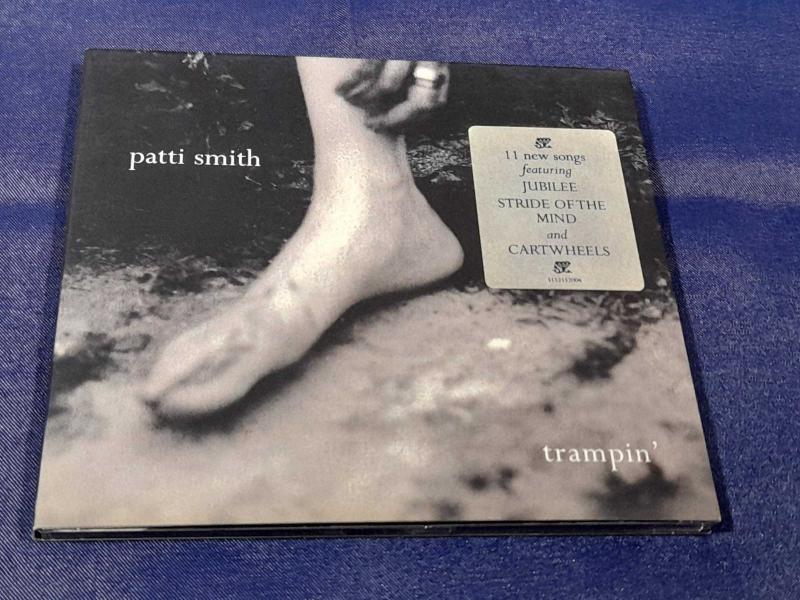 patti smith
11 new songs
featuring
JUBILEE
STRIDE OF THE
MIND
and
CARTWHEELS
trampin'